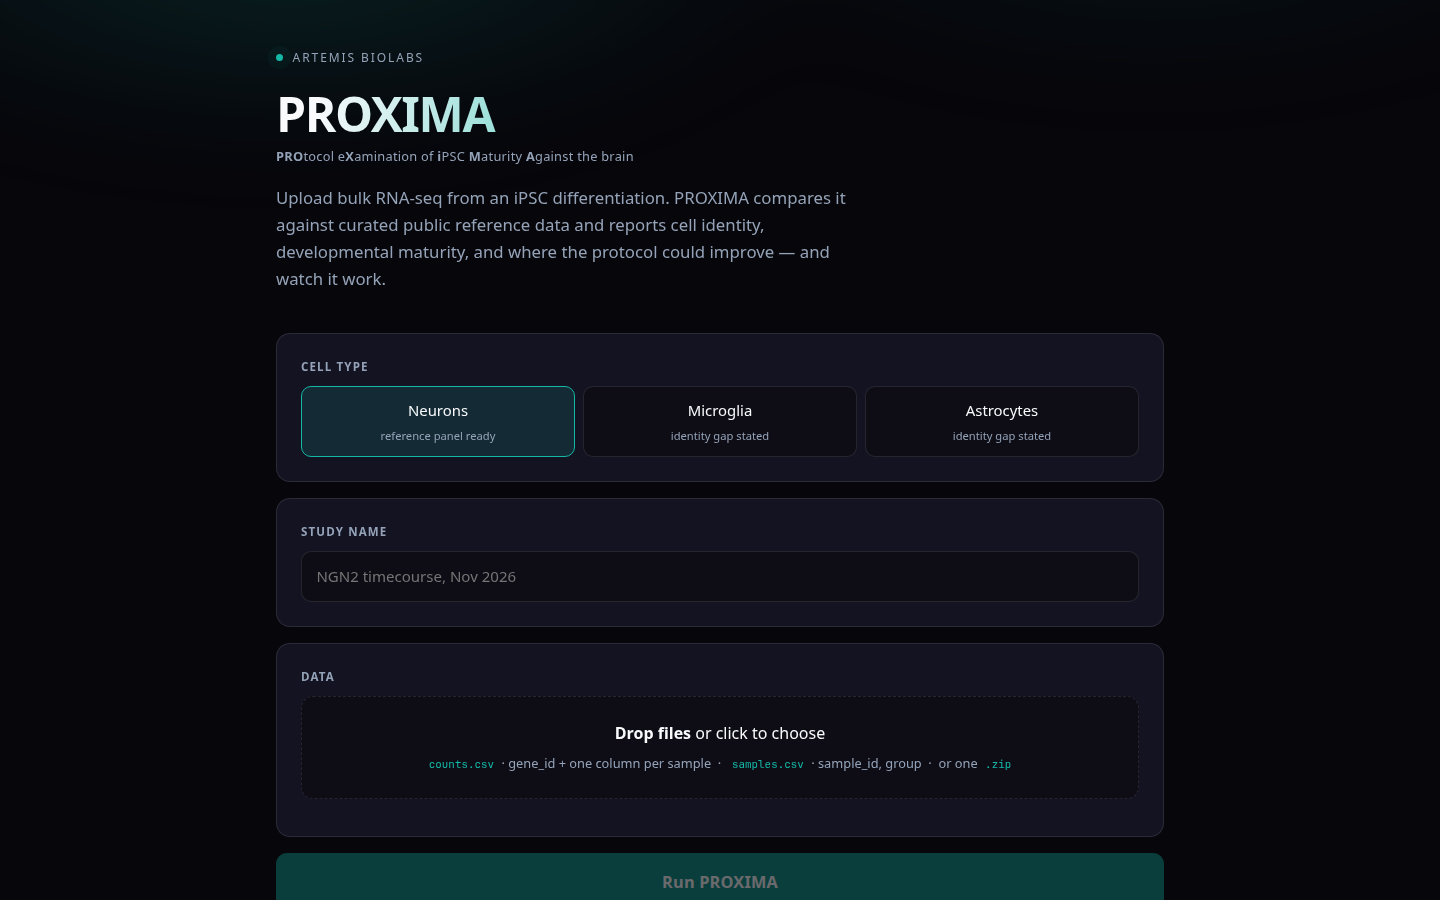 ARTEMIS BIOLABS
PROXIMA
PROtocol eXamination of iPSC Maturity Against the brain
Upload bulk RNA-seq from an iPSC differentiation. PROXIMA compares it
against curated public reference data and reports cell identity,
developmental maturity, and where the protocol could improve — and
watch it work.
CELL TYPE
Neurons
reference panel ready
Microglia
identity gap stated
Astrocytes
identity gap stated
STUDY NAME
NGN2 timecourse, Nov 2026
DATA
Drop files or click to choose
counts.csv · gene_id + one column per sample · samples.csv · sample_id, group · or one .zip
Run PROXIMA